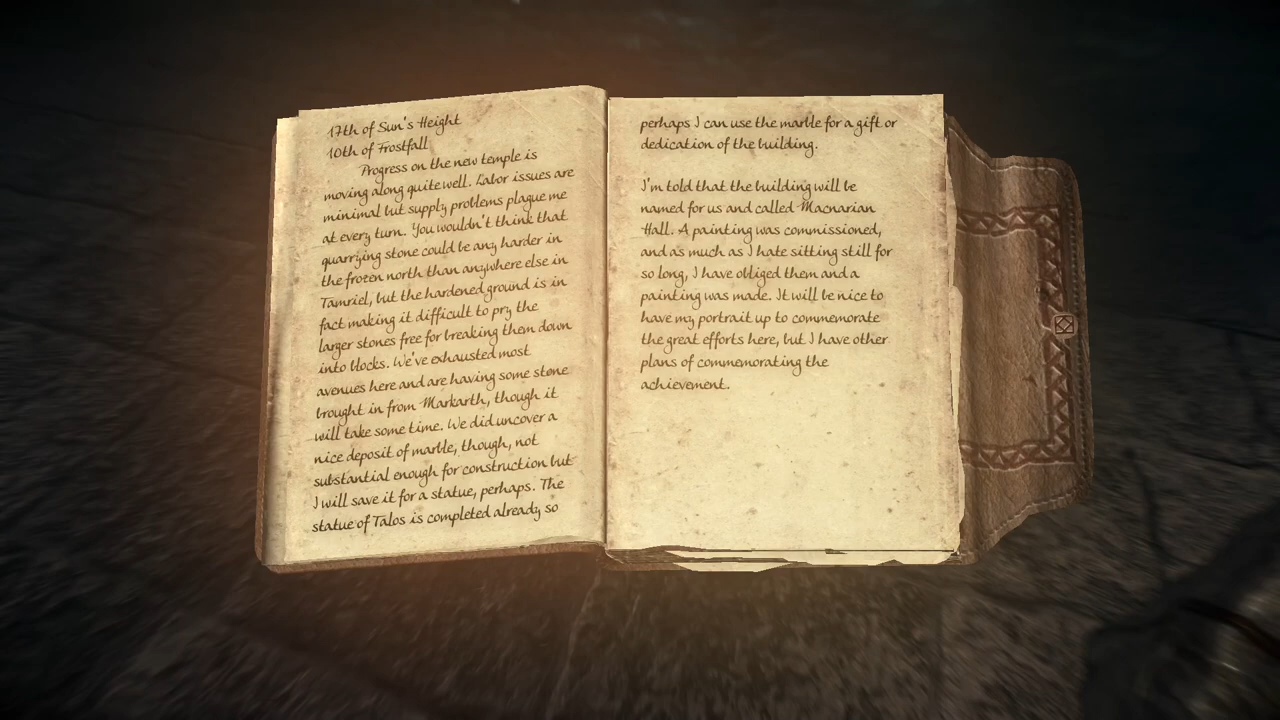 17th of Sun's Height
10th of Frostfall
Progress on the new temple is
moving along quite well. Labor issues are
minimal but supply problems plague me
at every turn. You wouldn't think that
quarrying stone could be any harder in
the frozen north than anywhere else in
Tamriel, but the hardened ground is in
fact making it difficult to pry the
larger stones free for breaking them down
into blocks. We've exhausted most
avenues here and are having some stone
brought in from Markarth, though it
will take some time. We did uncover a
nice deposit of marble, though, not
substantial enough for construction but
I will save it for a statue, perhaps. The
statue of Talos is completed already so
perhaps I can use the marble for a gift or
dedication of the building.
I'm told that the building will be
named for us and called Macnarian
Hall. A painting was commissioned,
and as much as I hate sitting still for
so long, I have obliged them and a
painting was made. It will be nice to
have my portrait up to commemorate
the great efforts here, but I have other
plans of commemorating the
achievement.